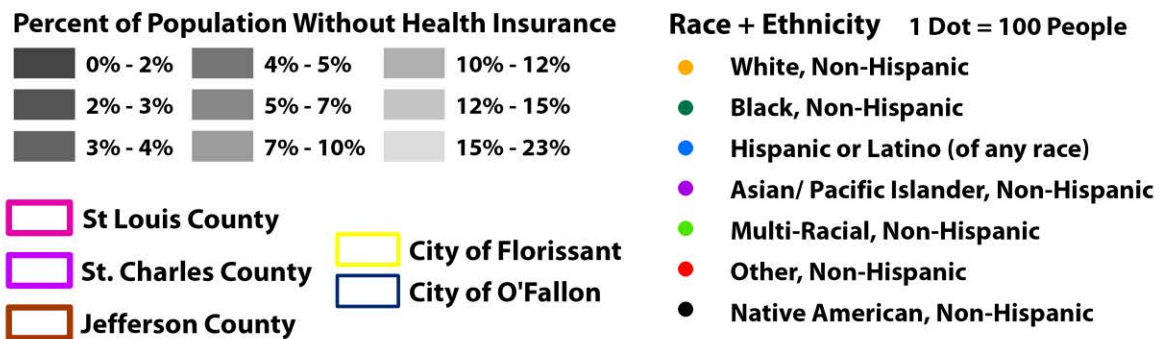 Percent of Population Without Health Insurance
0% - 2%
4% - 5%
10% - 12%
2% - 3%
5% - 7%
12% - 15%
3% - 4%
7% - 10%
15% - 23%
St Louis County
St. Charles County
Jefferson County
City of Florissant
City of O'Fallon
Race + Ethnicity 1 Dot = 100 People
White, Non-Hispanic
Black, Non-Hispanic
Hispanic or Latino (of any race)
Asian/ Pacific Islander, Non-Hispanic
Multi-Racial, Non-Hispanic
Other, Non-Hispanic
Native American, Non-Hispanic